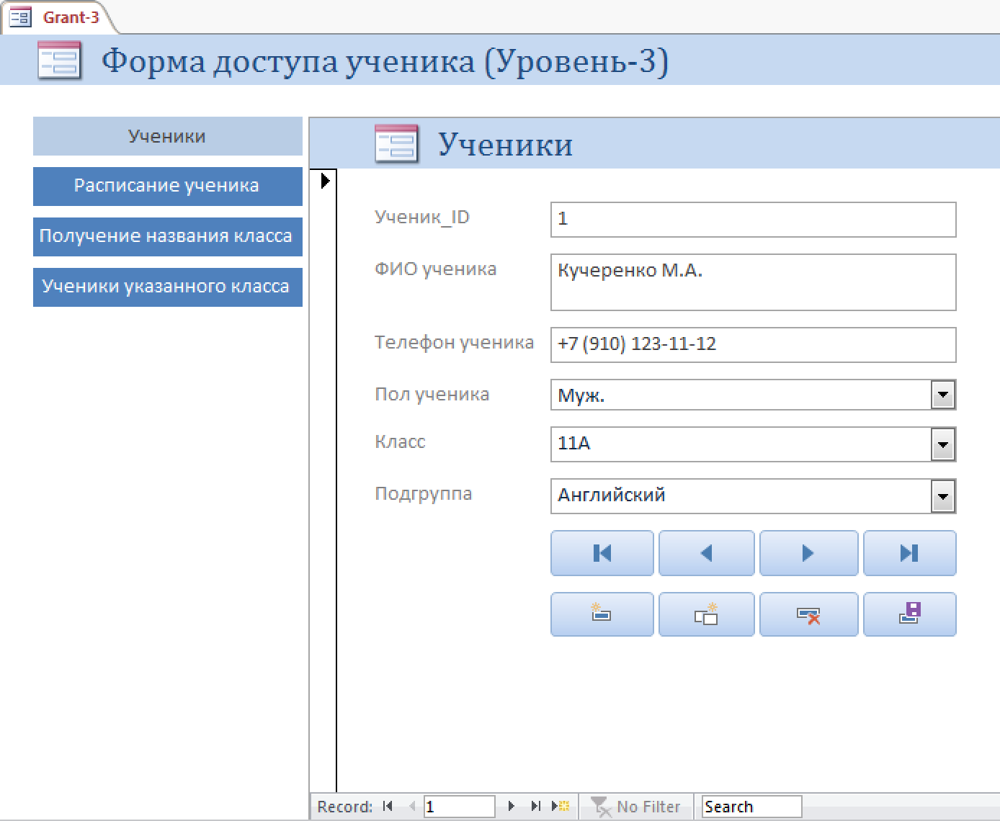 Grant-3
Форма доступа ученика (Уровень-3)
Ученики
Расписание ученика
Получение названия класса
Ученики указанного класса
Ученики
Ученик_ID
1
ФИО ученика
Кучеренко М.А.
Телефон ученика
+7 (910) 123-11-12
Пол ученика
Муж.
Класс
11А
Подгруппа
Английский
Record: 1 No Filter Search